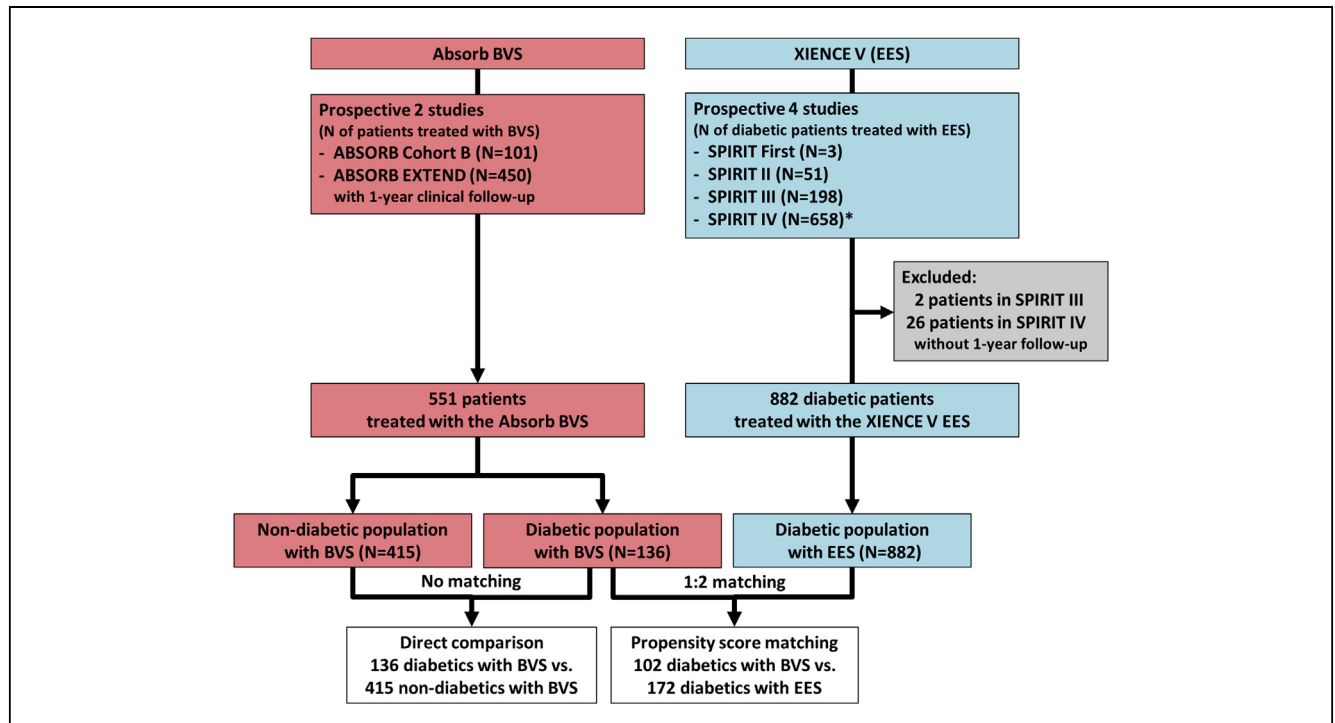 Absorb BVS
Prospective 2 studies
(N of patients treated with BVS)
- ABSORB Cohort B (N=101)
- ABSORB EXTEND (N=450)
with 1-year clinical follow-up
XIENCE V (EES)
Prospective 4 studies
(N of diabetic patients treated with EES)
- SPIRIT First (N=3)
- SPIRIT II (N=51)
- SPIRIT III (N=198)
- SPIRIT IV (N=658)*
Excluded:
2 patients in SPIRIT III
26 patients in SPIRIT IV
without 1-year follow-up
551 patients
treated with the Absorb BVS
882 diabetic patients
treated with the XIENCE V EES
Non-diabetic population
with BVS (N=415)
Diabetic population
with BVS (N=136)
Diabetic population
with EES (N=882)
No matching
1:2 matching
Direct comparison
136 diabetics with BVS vs.
415 non-diabetics with BVS
Propensity score matching
102 diabetics with BVS vs.
172 diabetics with EES